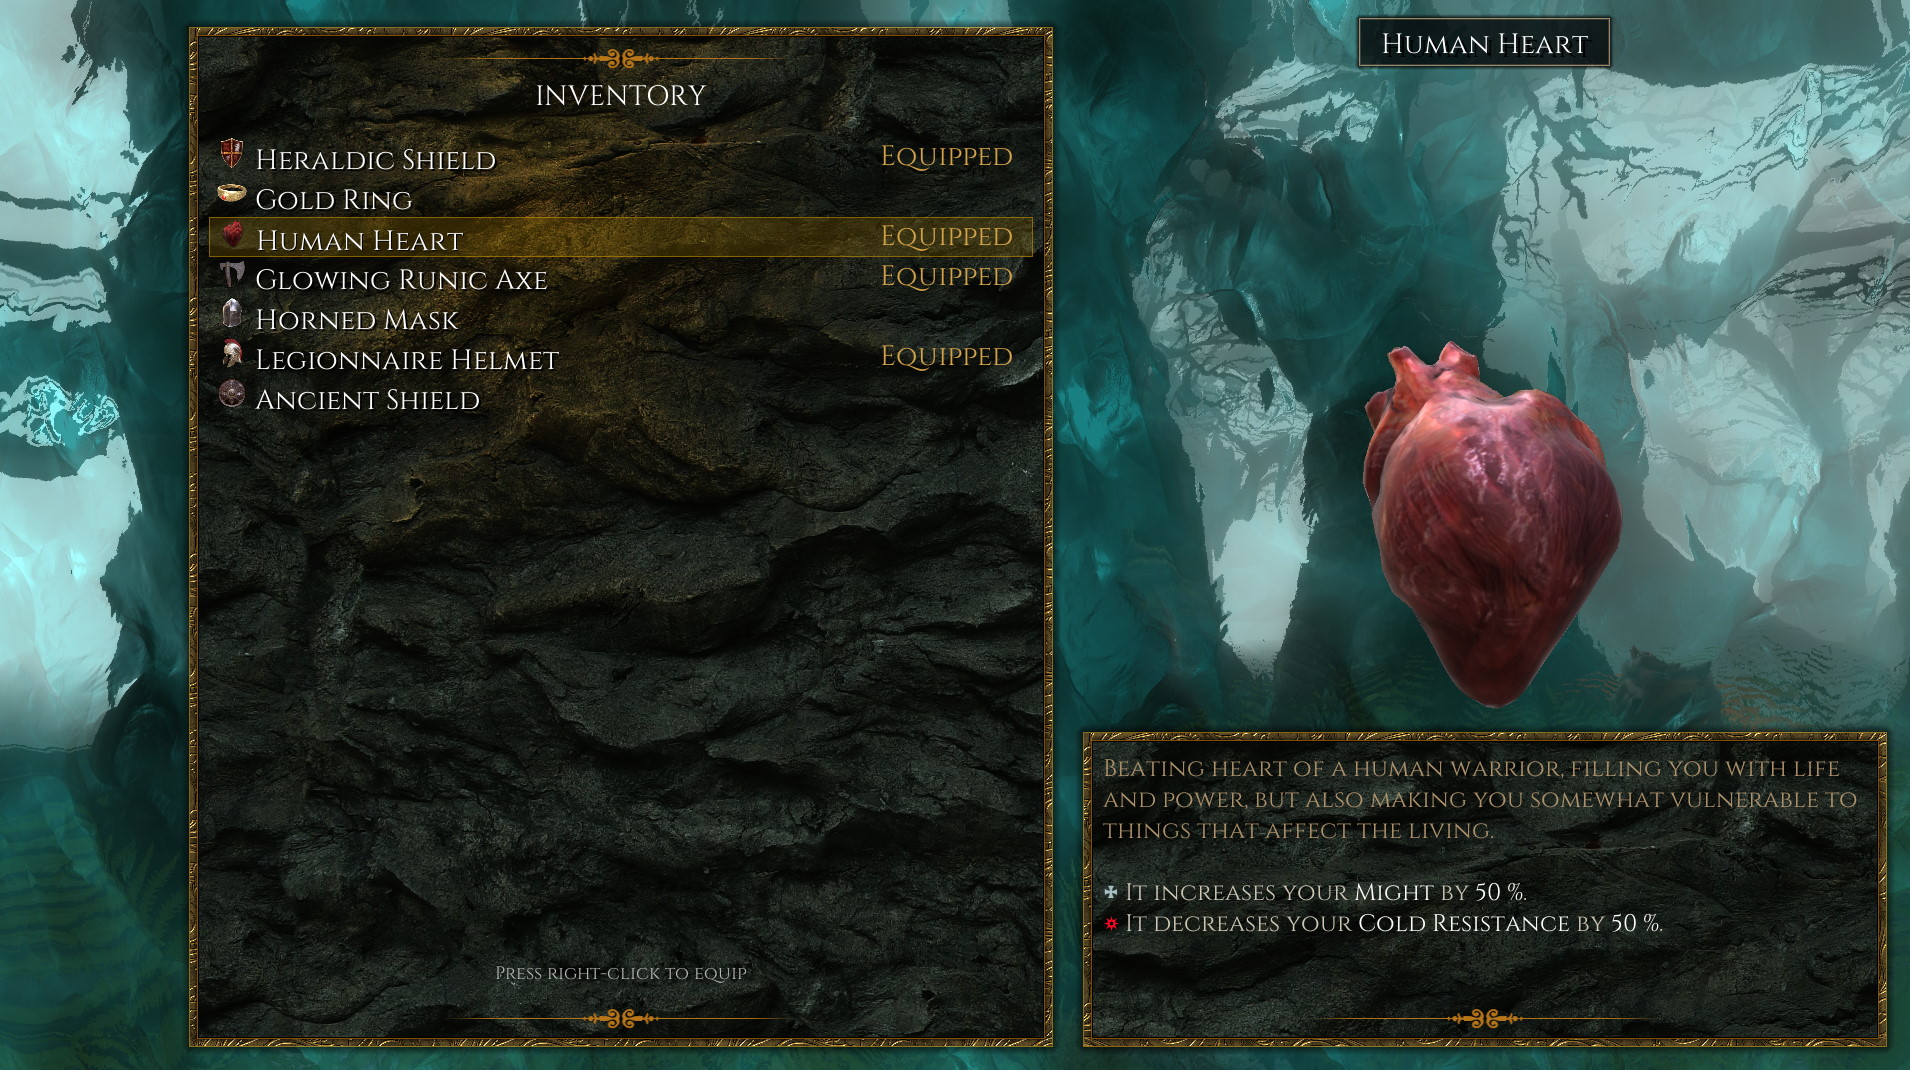 Human Heart
INVENTORY
Heraldic Shield Equipped
Gold Ring
Human Heart Equipped
Glowing Runic Axe Equipped
Horned Mask
Legionnaire Helmet Equipped
Ancient Shield
Press right-click to equip
Beating heart of a human warrior, filling you with life
and power, but also making you somewhat vulnerable to
things that affect the living.
It increases your Might by 50 %.
It decreases your Cold Resistance by 50 %.